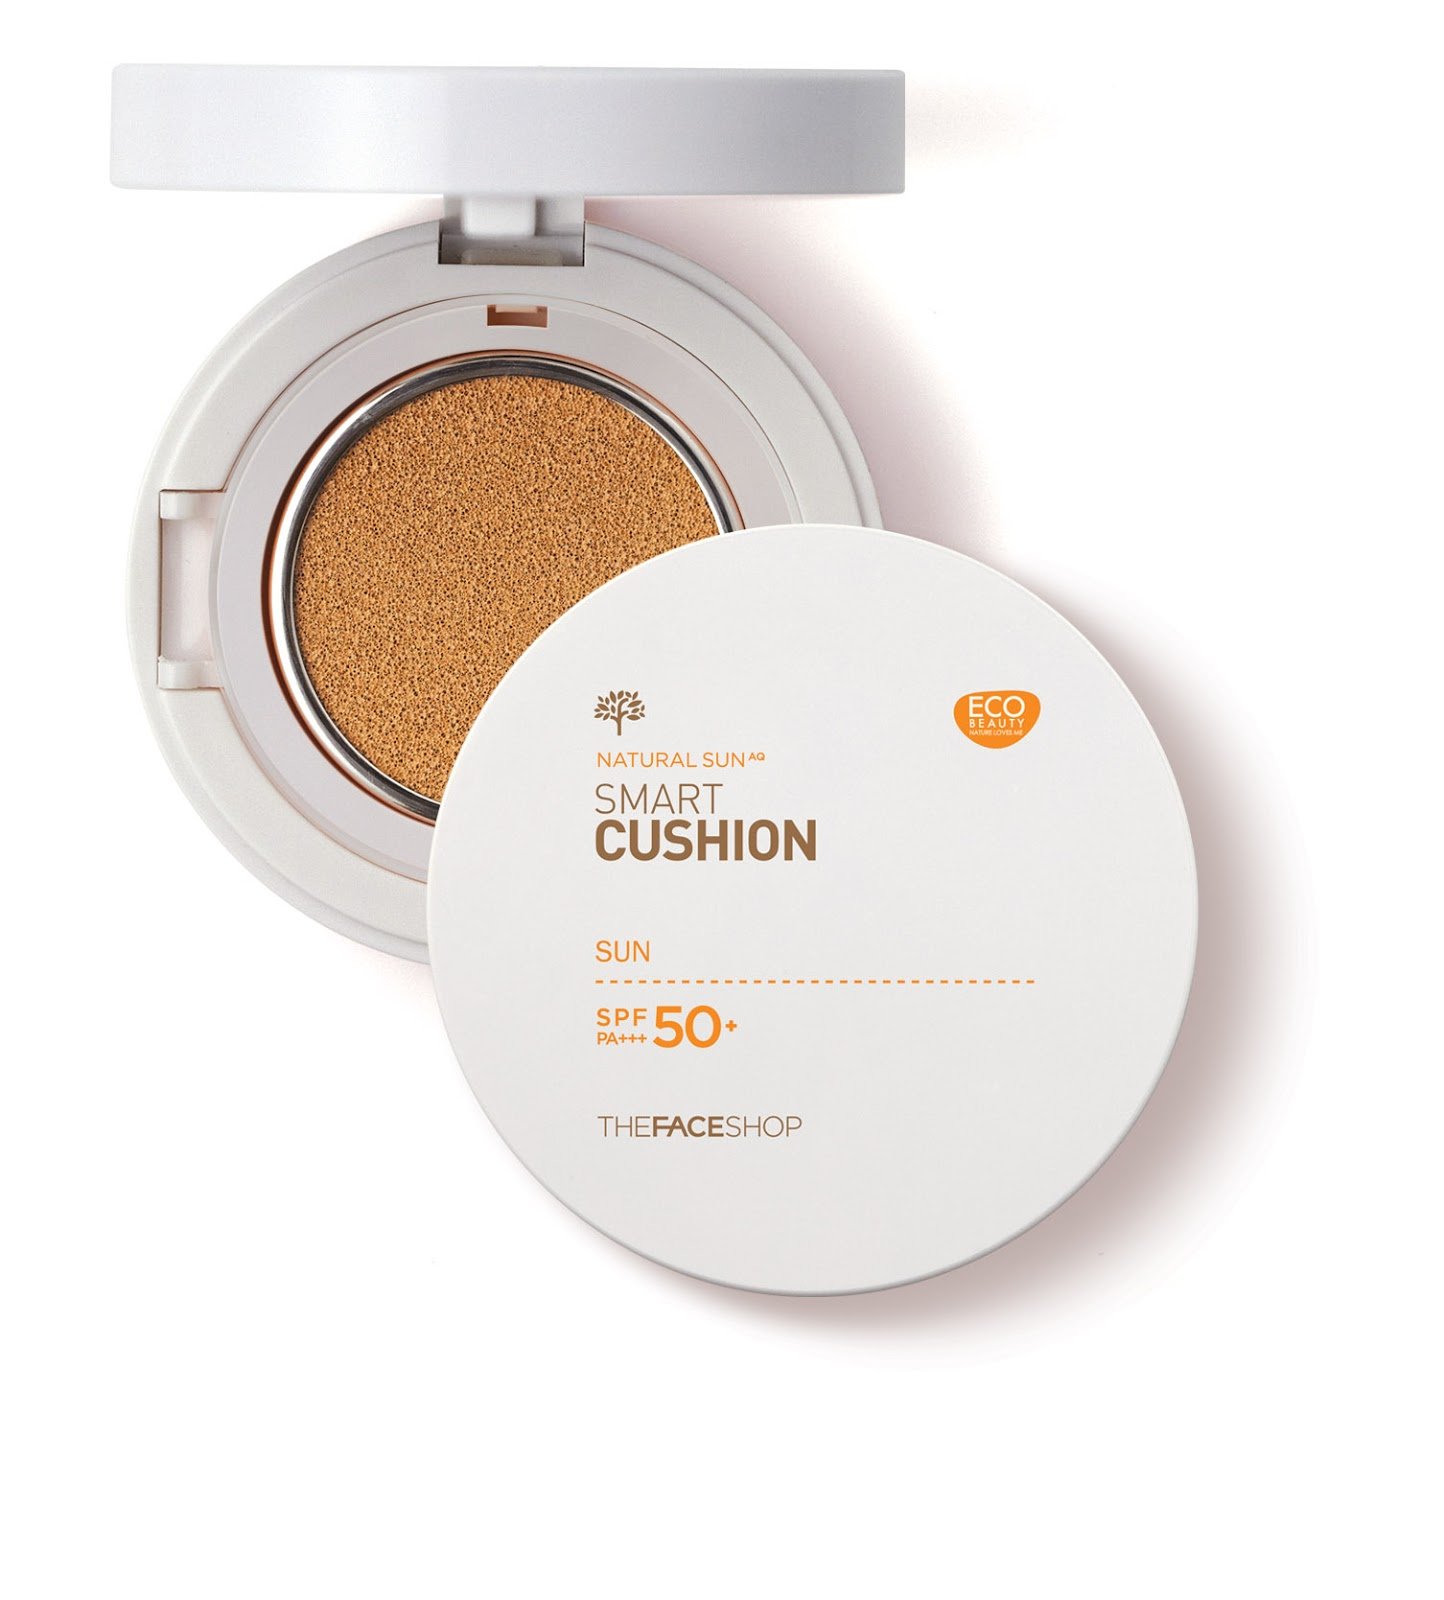 ECO
BEAUTY
NATURE LOVES ME
NATURAL SUN AQ
SMART
CUSHION
SUN
SPF 50+
PA+++
THEFACESHOP